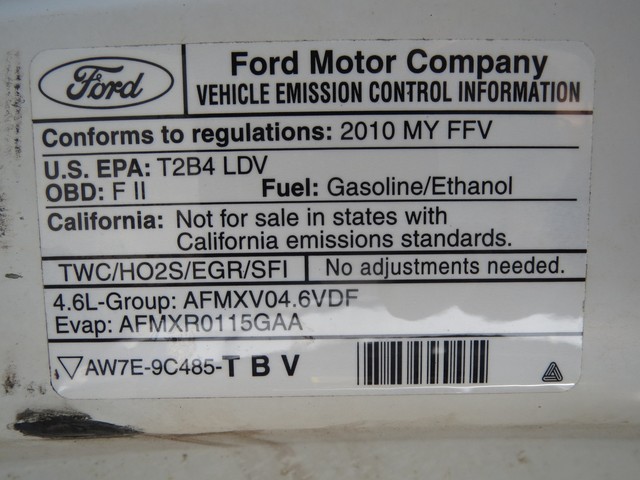 Ford
Ford Motor Company
VEHICLE EMISSION CONTROL INFORMATION
Conforms to regulations: 2010 MY FFV
U.S. EPA: T2B4 LDV
OBD: F II Fuel: Gasoline/Ethanol
California: Not for sale in states with
California emissions standards.
TWC/HO2S/EGR/SFI No adjustments needed.
4.6L-Group: AFMXV04.6VDF
Evap: AFMXR0115GAA
AW7E-9C485-TBV